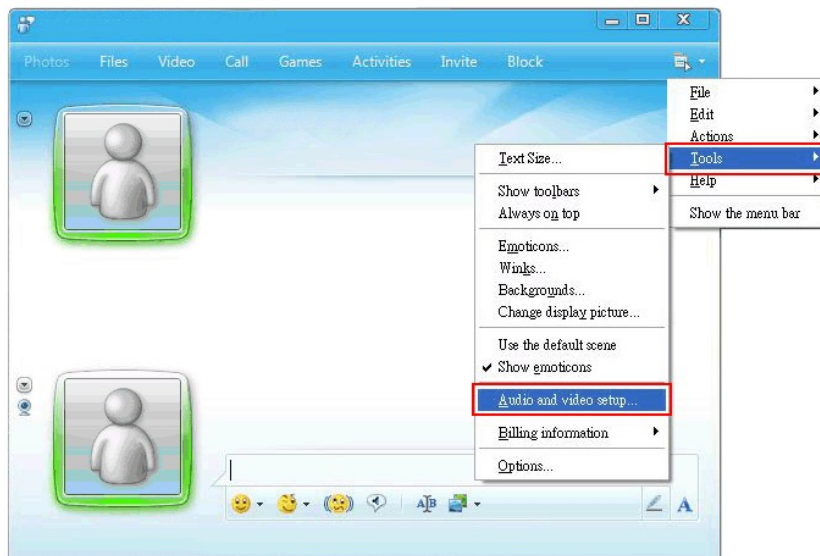 Photos Files Video Call Games Activities Invite Block
File
Edit
Actions
Tools
Help
Show the menu bar
Text Size...
Show toolbars
Always on top
Emoticons...
Winks...
Backgrounds...
Change display picture...
Use the default scene
Show emoticons
Audio and video setup...
Billing information
Options...
AB
A